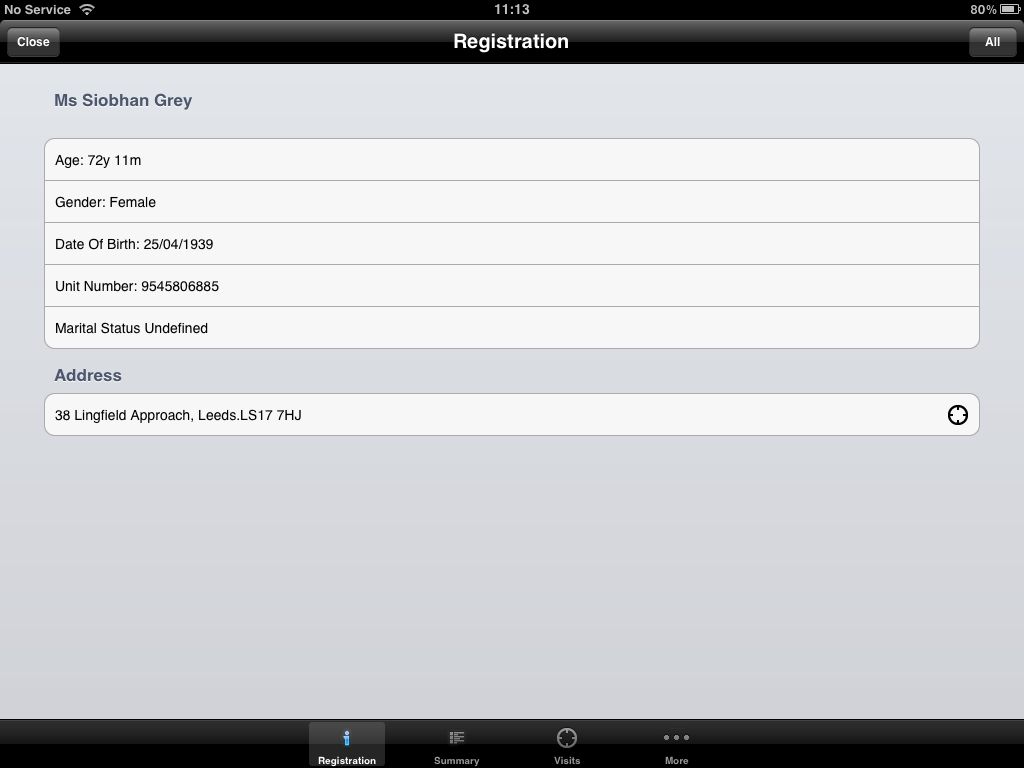 No Service 11:13 80%
Close Registration All
Ms Siobhan Grey
Age: 72y 11m
Gender: Female
Date Of Birth: 25/04/1939
Unit Number: 9545806885
Marital Status Undefined
Address
38 Lingfield Approach, Leeds.LS17 7HJ
Registration Summary Visits More